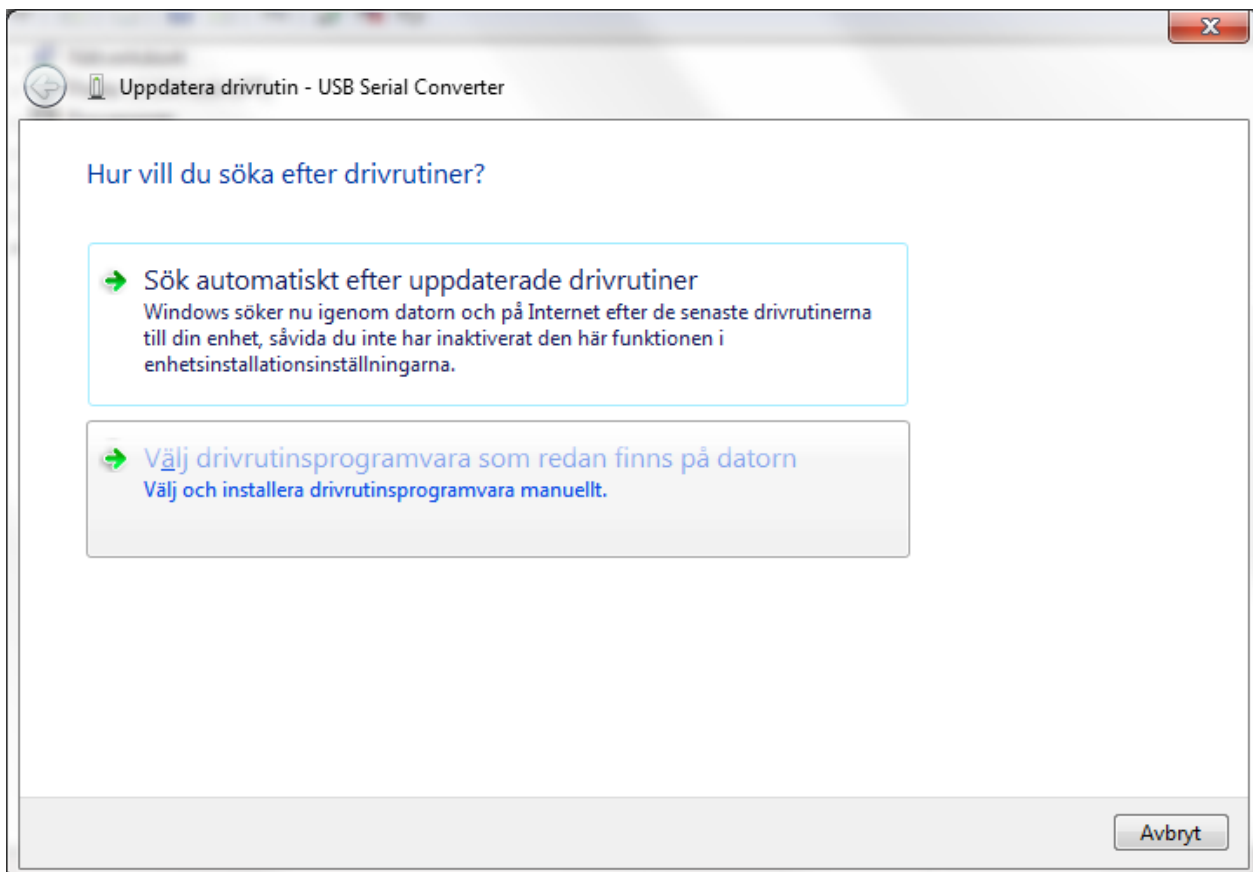 Uppdatera drivrutin - USB Serial Converter
Hur vill du söka efter drivrutiner?
Sök automatiskt efter uppdaterade drivrutiner
Windows söker nu igenom datorn och på Internet efter de senaste drivrutinerna
till din enhet, såvida du inte har inaktiverat den här funktionen i
enhetsinstallationsinställningarna.
Välj drivrutinsprogramvara som redan finns på datorn
Välj och installera drivrutinsprogramvara manuellt.
Avbryt